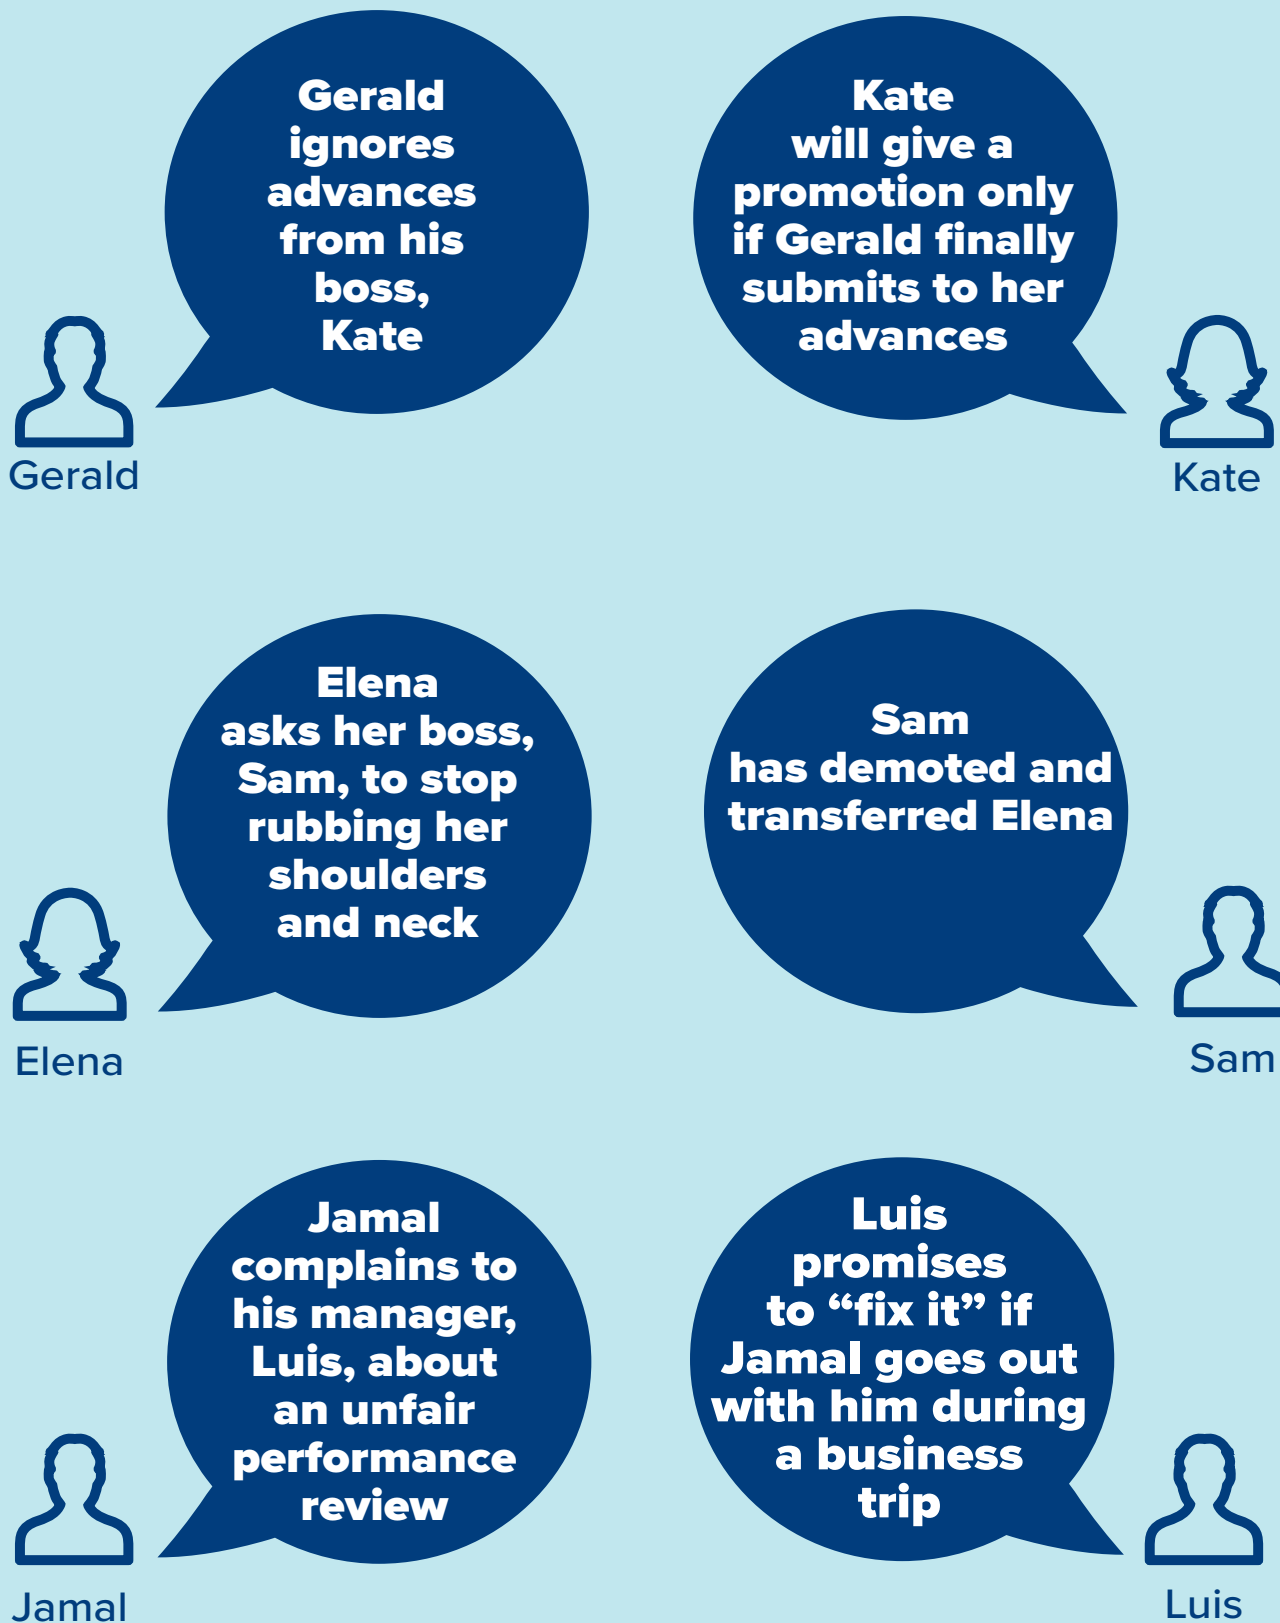 Gerald
ignores
advances
from his
boss,
Kate
Gerald
Kate
will give a
promotion only
if Gerald finally
submits to her
advances
Kate
Elena
asks her boss,
Sam, to stop
rubbing her
shoulders
and neck
Elena
Sam
has demoted and
transferred Elena
Sam
Jamal
complains to
his manager,
Luis, about
an unfair
performance
review
Jamal
Luis
promises
to “fix it” if
Jamal goes out
with him during
a business
trip
Luis